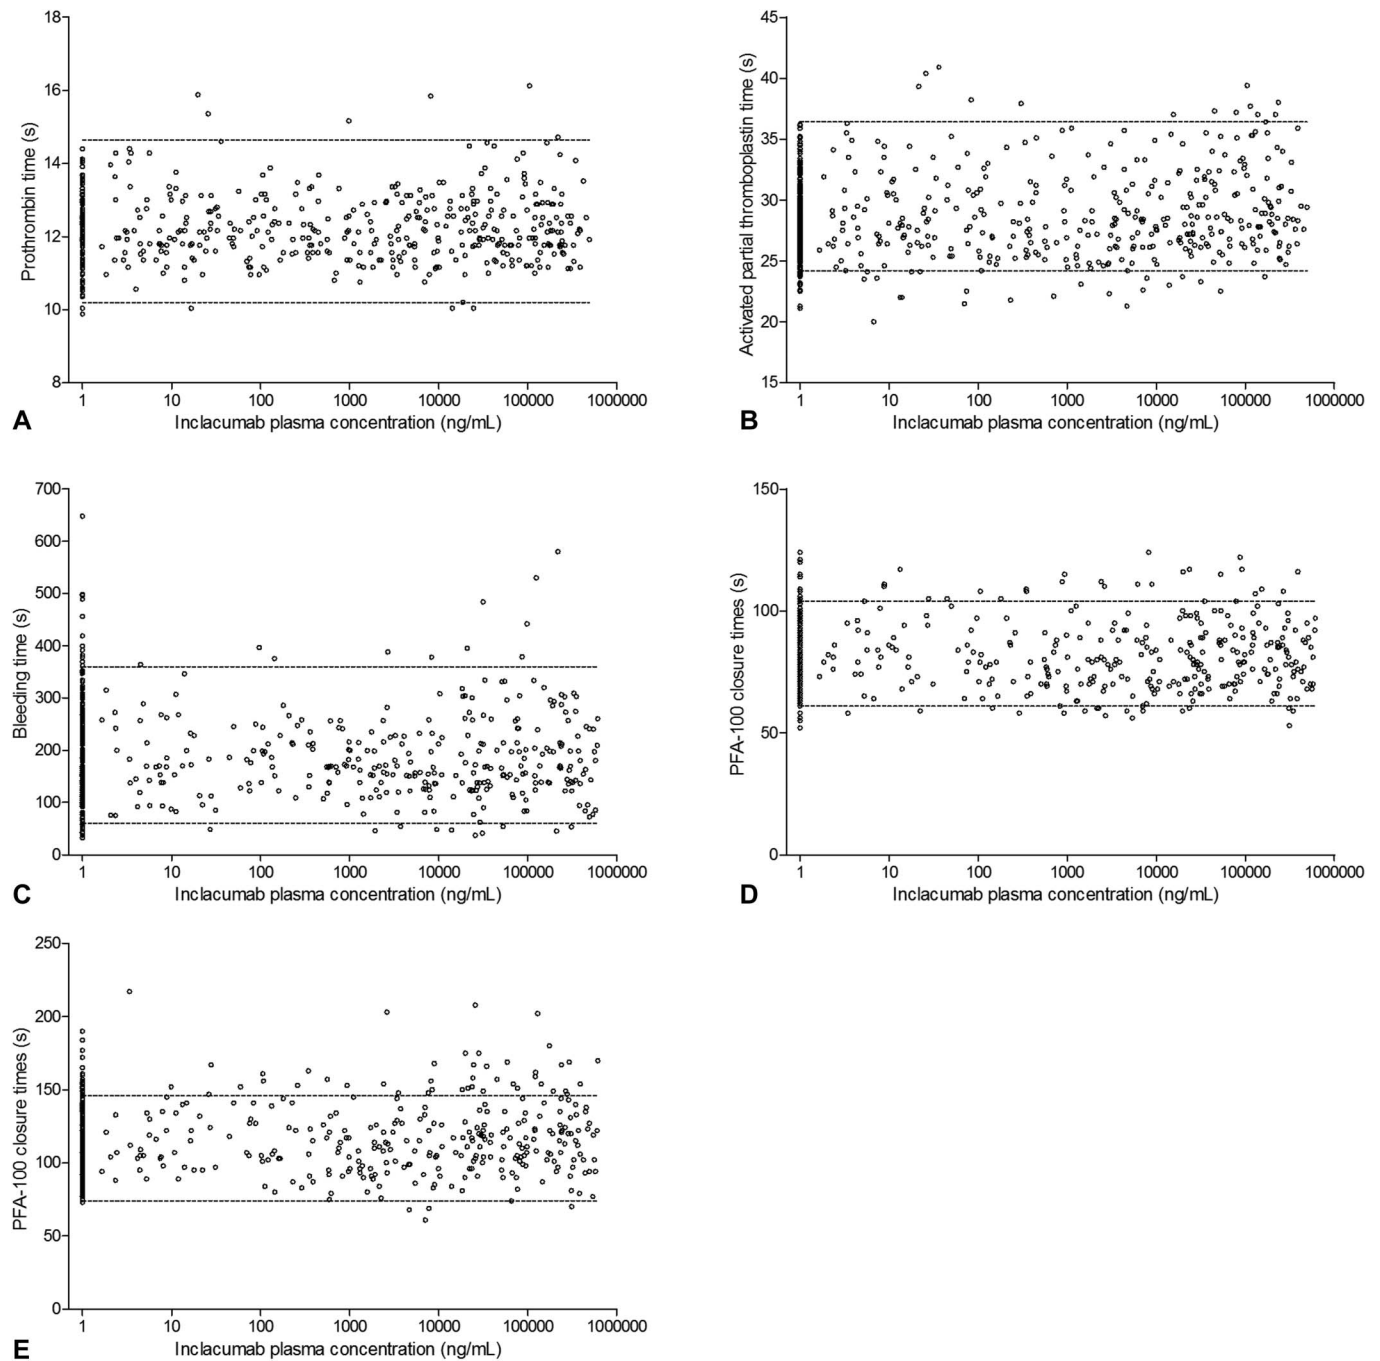 18
16
14
12
10
8
Prothrombin time (s)
1 10 100 1000 10000 100000 1000000
Inclacumab plasma concentration (ng/mL)
A
45
40
35
30
25
20
15
Activated partial thromboplastin time (s)
1 10 100 1000 10000 100000 1000000
Inclacumab plasma concentration (ng/mL)
B
700
600
500
400
300
200
100
0
Bleeding time (s)
1 10 100 1000 10000 100000 1000000
Inclacumab plasma concentration (ng/mL)
C
150
100
50
0
PFA-100 closure times (s)
1 10 100 1000 10000 100000 1000000
Inclacumab plasma concentration (ng/mL)
D
250
200
150
100
50
0
PFA-100 closure times (s)
1 10 100 1000 10000 100000 1000000
Inclacumab plasma concentration (ng/mL)
E